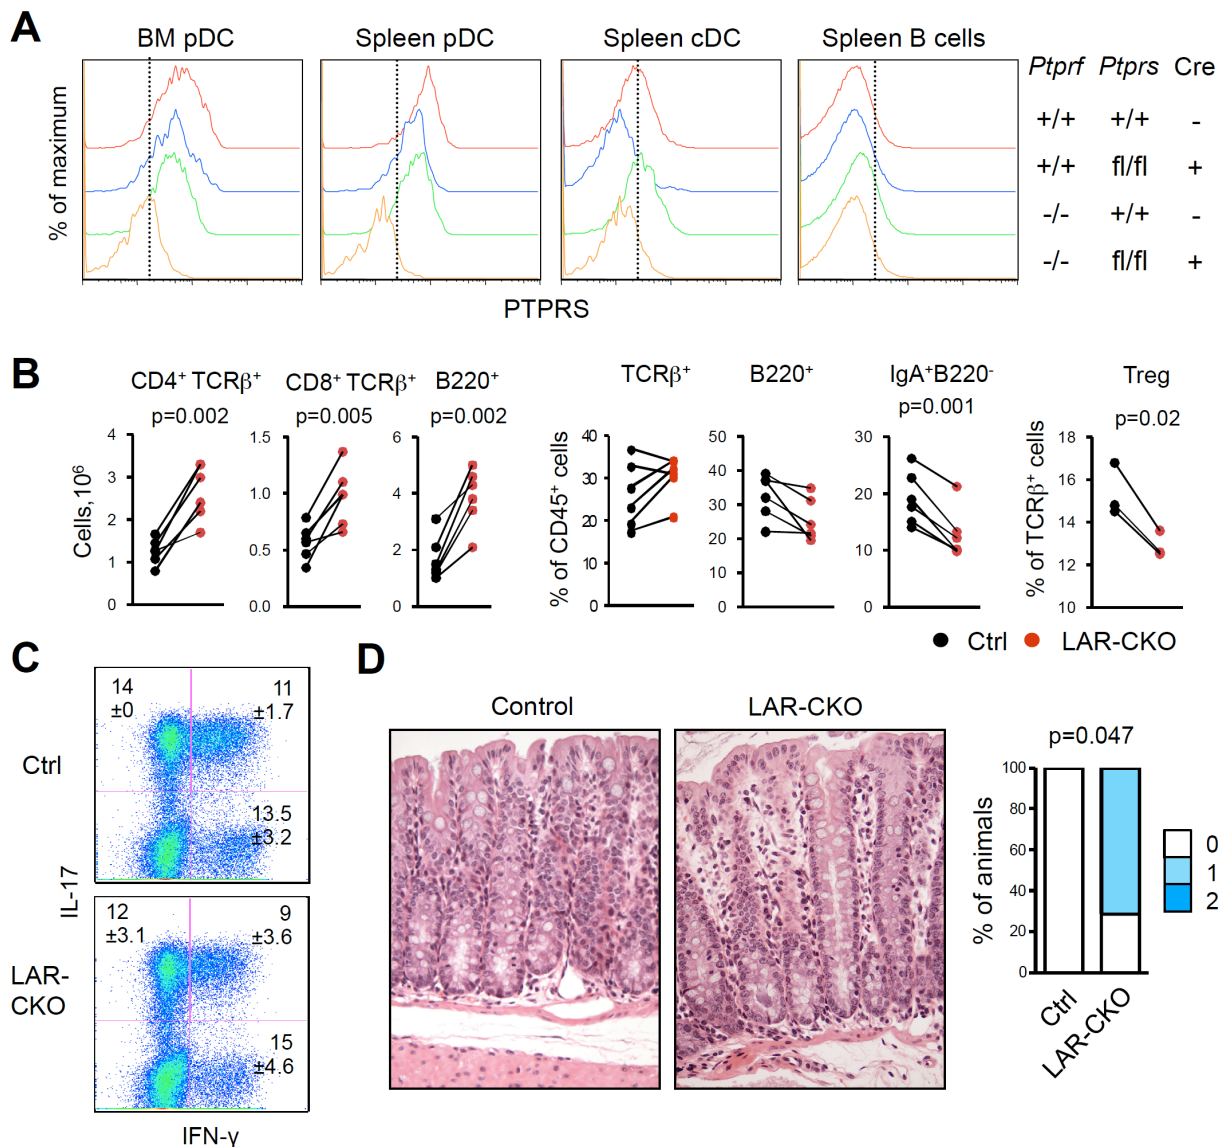 A
BM pDC
Spleen pDC
Spleen cDC
Spleen B cells
Ptprf Ptprs Cre
+/+ +/+ -
+/+ fl/fl +
-/- +/+ -
-/- fl/fl +
% of maximum
PTPRS
B
CD4⁺ TCRβ⁺
p=0.002
CD8⁺ TCRβ⁺
p=0.005
B220⁺
p=0.002
TCRβ⁺
B220⁺
IgA⁺B220⁻
p=0.001
Treg
p=0.02
Cells,10⁶
4
3
2
1
0
1.5
1.0
0.5
0.0
6
4
2
0
% of CD45⁺ cells
40
30
20
10
0
50
40
30
20
10
0
30
20
10
0
% of TCRβ⁺ cells
18
16
14
12
10
Ctrl
LAR-CKO
C
Ctrl
14
±0
11
±1.7
13.5
±3.2
IL-17
LAR-
CKO
12
±3.1
9
±3.6
15
±4.6
IFN-γ
D
Control
LAR-CKO
p=0.047
% of animals
100
80
60
40
20
0
Ctrl
LAR-CKO
0
1
2